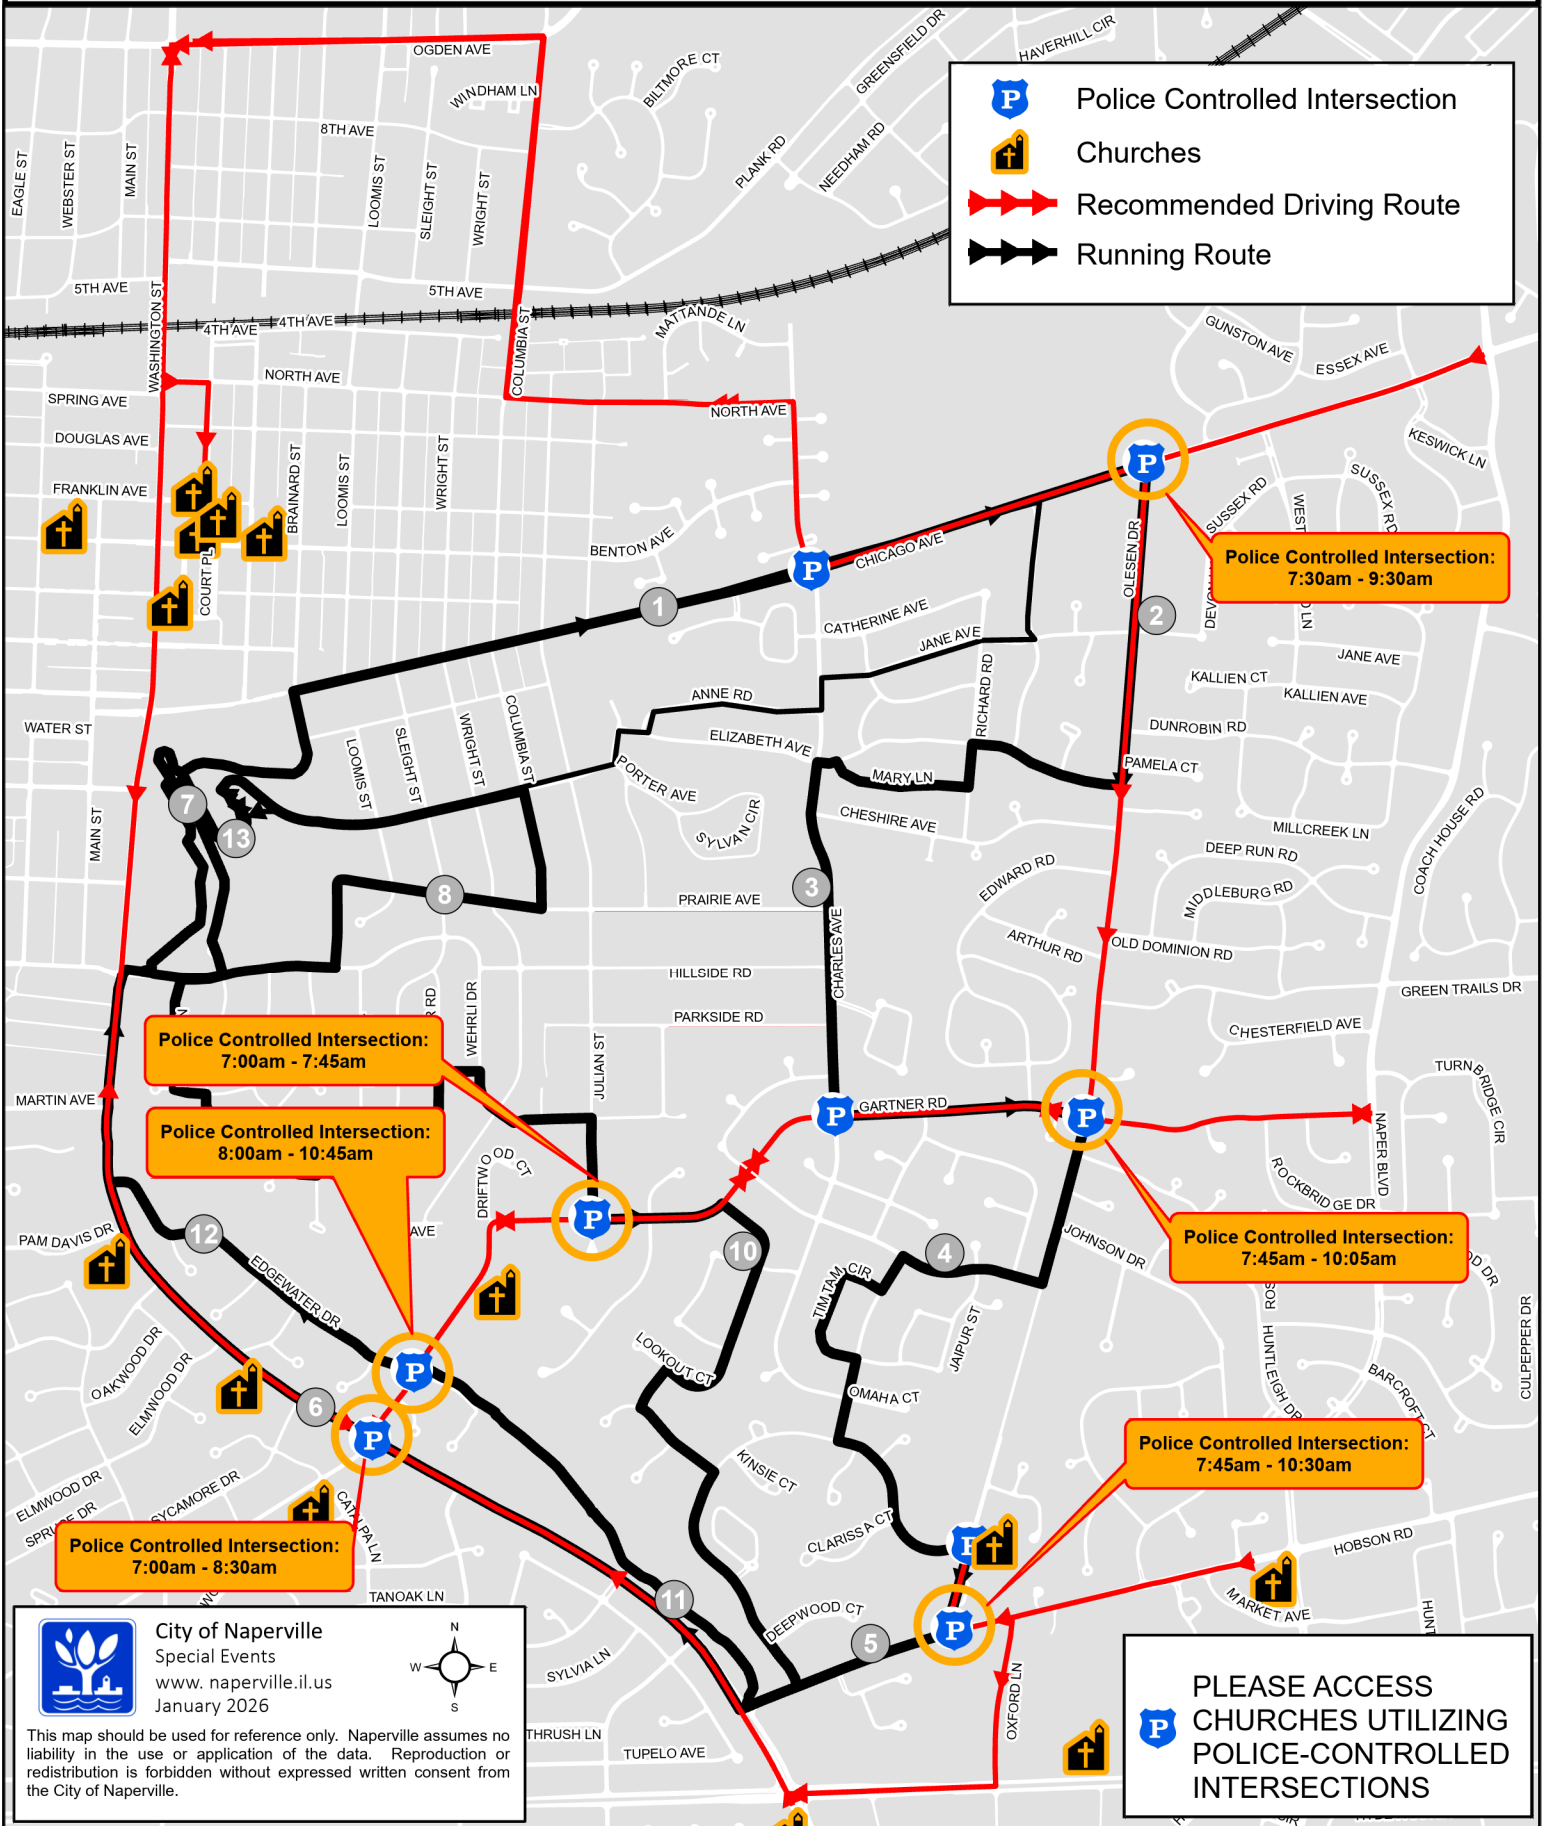 OGDEN AVE
WINDHAM LN
BILTMORE CT
GREENSFIELD DR
HAVERHILL CIR
PLANK RD
NEEDHAM RD
8TH AVE
EAGLE ST
WEBSTER ST
MAIN ST
LOOMIS ST
SLEIGHT ST
WRIGHT ST
P Police Controlled Intersection
Churches
Recommended Driving Route
Running Route
5TH AVE
5TH AVE
WASHINGTON ST
4TH AVE
4TH AVE
COLUMBIA ST
MATTANDE LN
GUNSTON AVE
ESSEX AVE
NORTH AVE
SPRING AVE
NORTH AVE
DOUGLAS AVE
KESWICK LN
FRANKLIN AVE
BRAINARD ST
LOOMIS ST
WRIGHT ST
P
SUSSEX RD
SUSSEX RD
BENTON AVE
CHICAGO AVE
P
OLESEN DR
Police Controlled Intersection:
7:30am - 9:30am
COURT PL
1
2
CATHERINE AVE
JANE AVE
JANE AVE
RICHARD RD
KALLIEN CT
KALLIEN AVE
ANNE RD
WATER ST
DUNROBIN RD
ELIZABETH AVE
LOOMIS ST
SLEIGHT ST
WRIGHT ST
COLUMBIA ST
PORTER AVE
MARY LN
PAMELA CT
7
13
MAIN ST
SYLVAN CIR
CHESHIRE AVE
MILLCREEK LN
COACH HOUSE RD
DEEP RUN RD
EDWARD RD
MIDDLEBURG RD
8
3
PRAIRIE AVE
CHARLES AVE
ARTHUR RD
OLD DOMINION RD
HILLSIDE RD
GREEN TRAILS DR
WEHRLI DR
PARKSIDE RD
CHESTERFIELD AVE
Police Controlled Intersection:
7:00am - 7:45am
JULIAN ST
TURNBRIDGE CIR
MARTIN AVE
P
GARTNER RD
P
NAPER BLVD
Police Controlled Intersection:
8:00am - 10:45am
DRIFTWOOD CT
ROCKBRIDGE DR
P
PAM DAVIS DR
12
AVE
10
4
JOHNSON DR
Police Controlled Intersection:
7:45am - 10:05am
EDGEWATER DR
TIMTAM CIR
JAIPUR ST
HUNTLEIGH DR
CULPEPPER DR
OAKWOOD DR
ELMWOOD DR
P
LOOKOUT CT
OMAHA CT
BARCROFT CT
6
P
KINSIE CT
Police Controlled Intersection:
7:45am - 10:30am
ELMWOOD DR
SYCAMORE DR
CATALPA LN
CLARISSA CT
HOBSON RD
Police Controlled Intersection:
7:00am - 8:30am
TANOAK LN
11
DEEPWOOD CT
P
MARKET AVE
5
SYLVIA LN
OXFORD LN
THRUSH LN
TUPELO AVE
City of Naperville
Special Events
www. naperville.il.us
January 2026
N
W E
S
This map should be used for reference only. Naperville assumes no
liability in the use or application of the data. Reproduction or
redistribution is forbidden without expressed written consent from
the City of Naperville.
P
PLEASE ACCESS
CHURCHES UTILIZING
POLICE-CONTROLLED
INTERSECTIONS